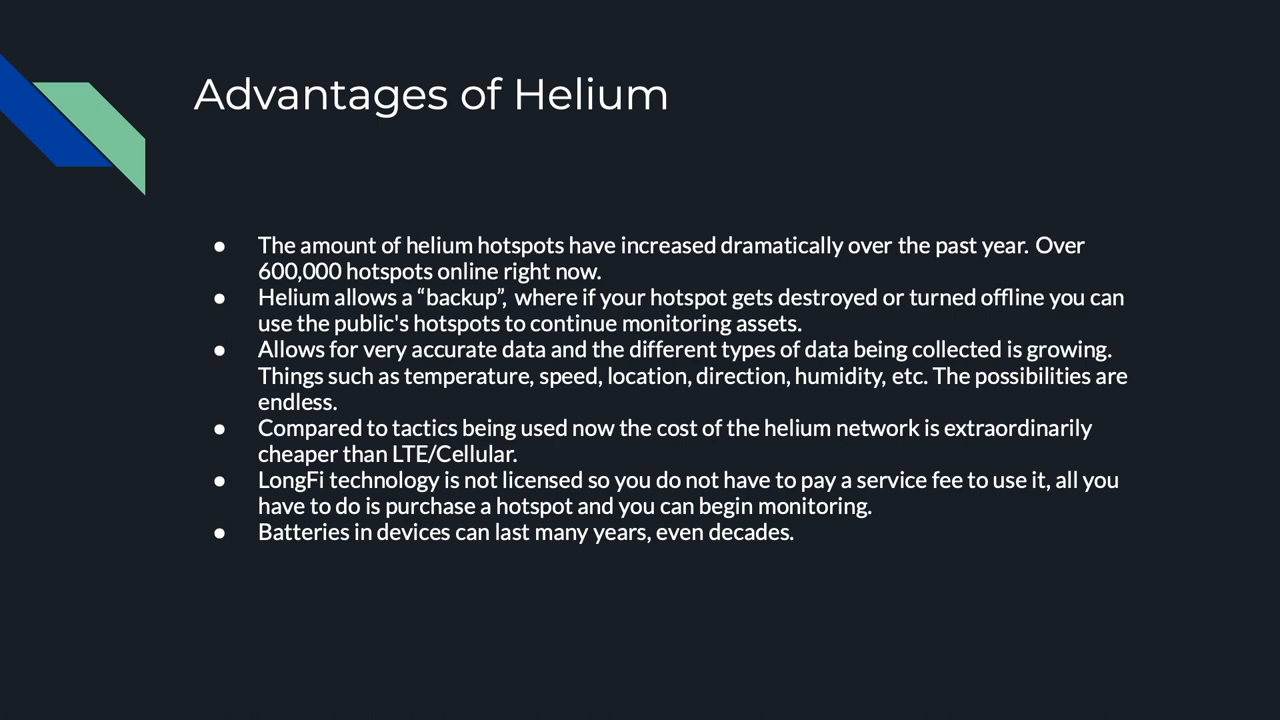 Advantages of Helium
● The amount of helium hotspots have increased dramatically over the past year. Over
600,000 hotspots online right now.
● Helium allows a “backup”, where if your hotspot gets destroyed or turned offline you can
use the public's hotspots to continue monitoring assets.
● Allows for very accurate data and the different types of data being collected is growing.
Things such as temperature, speed, location, direction, humidity, etc. The possibilities are
endless.
● Compared to tactics being used now the cost of the helium network is extraordinarily
cheaper than LTE/Cellular.
● LongFi technology is not licensed so you do not have to pay a service fee to use it, all you
have to do is purchase a hotspot and you can begin monitoring.
● Batteries in devices can last many years, even decades.